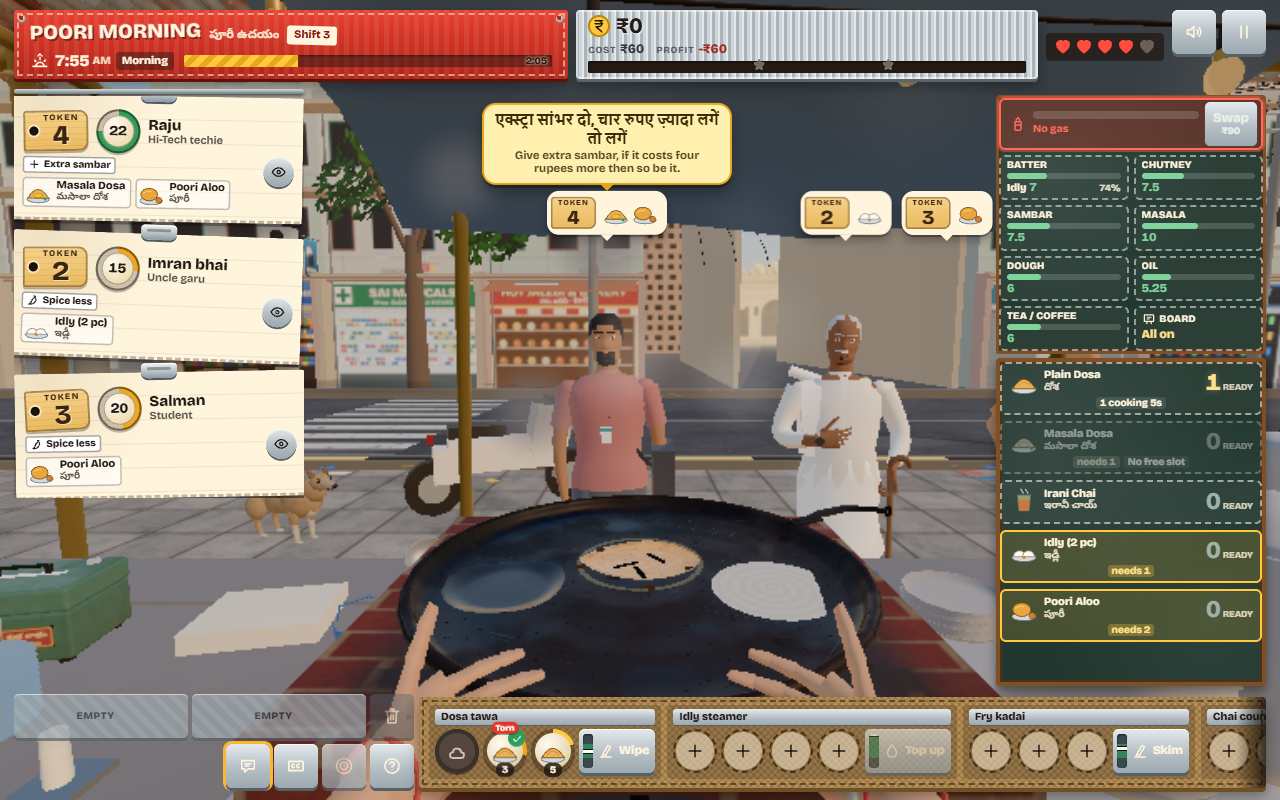 POORI MORNING పూరీ ఉదయం Shift 3
7:55 AM Morning 2:05
₹ ₹0
COST ₹60 PROFIT -₹60
TOKEN
4
22
Raju
Hi-Tech techie
+ Extra sambar
Masala Dosa
మసాలా దోశ
Poori Aloo
పూరీ
TOKEN
2
15
Imran bhai
Uncle garu
Spice less
Idly (2 pc)
ఇడ్లీ
TOKEN
3
20
Salman
Student
Spice less
Poori Aloo
పూరీ
एक्स्ट्रा सांभर दो, चार रुपए ज़्यादा लगें
तो लगें
Give extra sambar, if it costs four
rupees more then so be it.
TOKEN
4
TOKEN
2
TOKEN
3
No gas
Swap
₹90
BATTER
Idly 7 74%
CHUTNEY
7.5
SAMBAR
7.5
MASALA
10
DOUGH
6
OIL
5.25
TEA / COFFEE
6
BOARD
All on
Plain Dosa
దోశ
1 READY
1 cooking 5s
Masala Dosa
మసాలా దోశ
0 READY
needs 1 No free slot
Irani Chai
ఇరానీ చాయ్
0 READY
Idly (2 pc)
ఇడ్లీ
0 READY
needs 1
Poori Aloo
పూరీ
0 READY
needs 2
EMPTY
EMPTY
Dosa tawa
Torn
3
5
Wipe
Idly steamer
Top up
Fry kadai
Skim
Chai coun